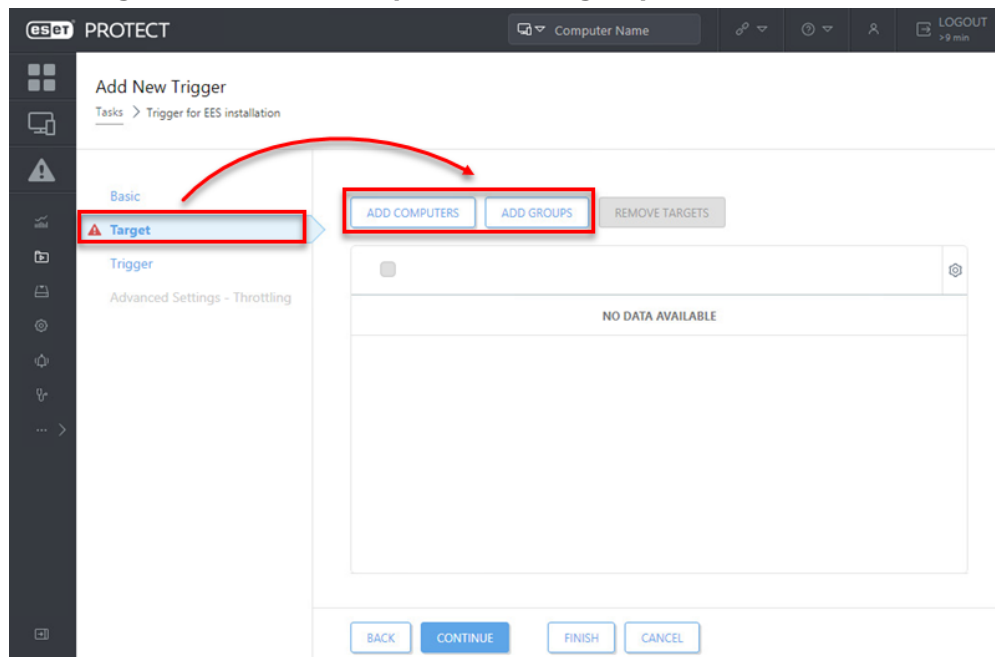 eset PROTECT
Computer Name
LOGOUT
>9 min
Add New Trigger
Tasks > Trigger for EES installation
Basic
Target
Trigger
Advanced Settings - Throttling
ADD COMPUTERS
ADD GROUPS
REMOVE TARGETS
NO DATA AVAILABLE
BACK
CONTINUE
FINISH
CANCEL